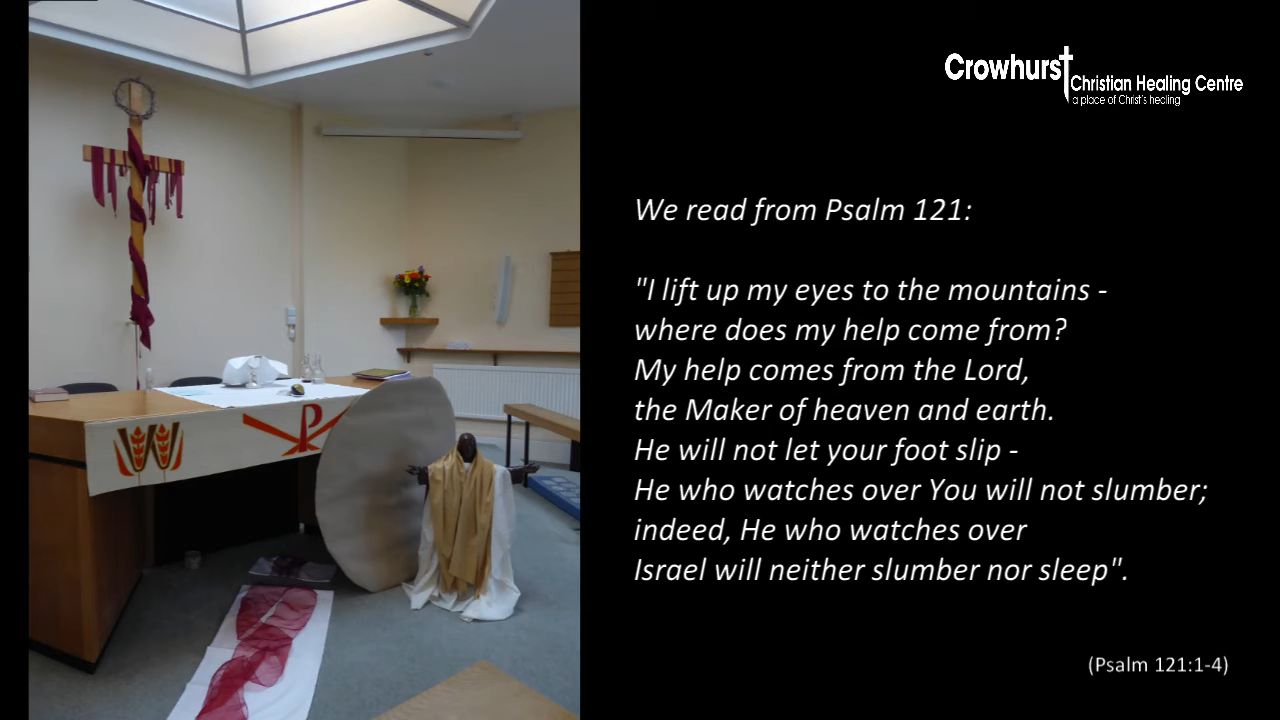 Crowhurst
Christian Healing Centre
a place of Christ's healing
We read from Psalm 121:
"I lift up my eyes to the mountains -
where does my help come from?
My help comes from the Lord,
the Maker of heaven and earth.
He will not let your foot slip -
He who watches over You will not slumber;
indeed, He who watches over
Israel will neither slumber nor sleep".
(Psalm 121:1-4)